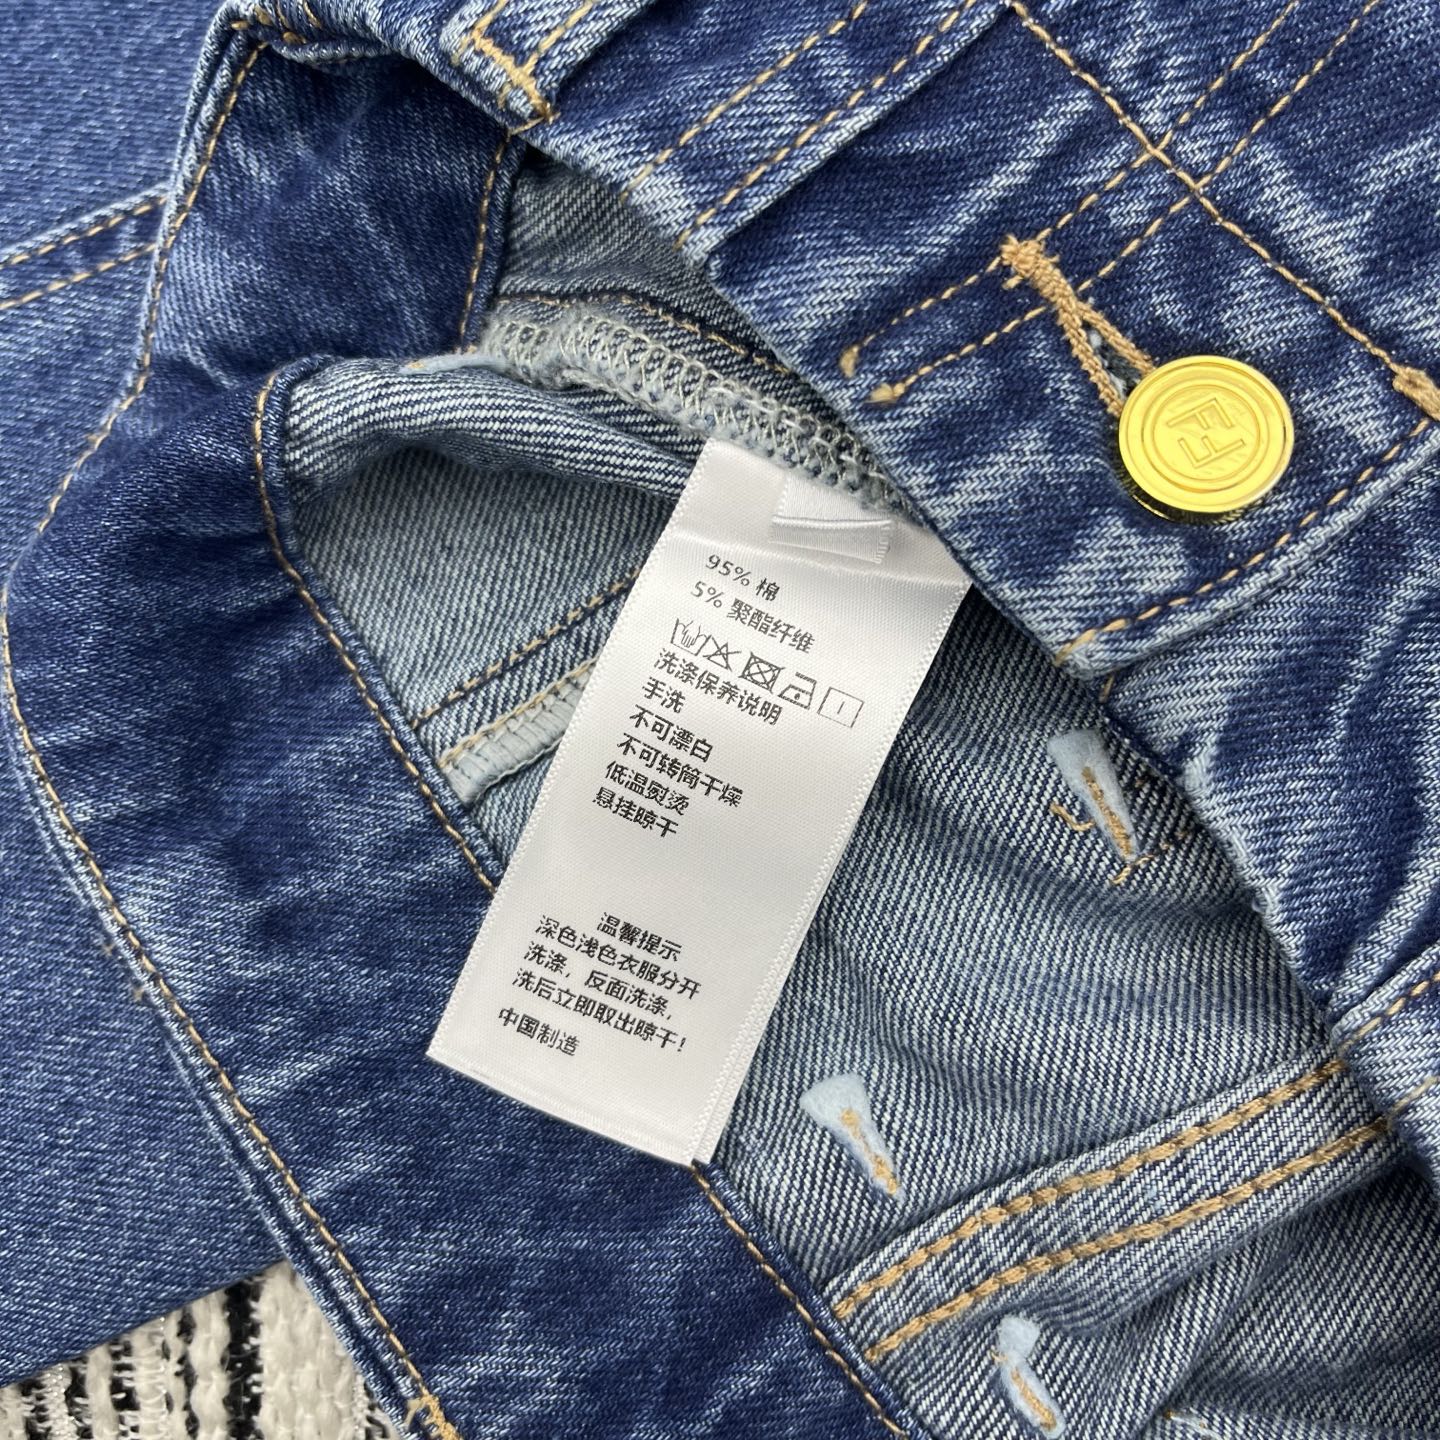 95% 棉
5% 聚酯纤维
洗涤保养说明
手洗
不可漂白
不可转筒干燥
低温熨烫
悬挂晾干
温馨提示
深色浅色衣服分开
洗涤，反面洗涤，
洗后立即取出晾干！
中国制造
FF